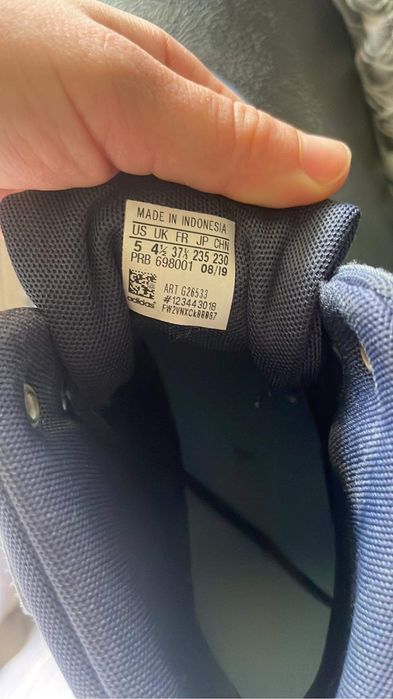 MADE IN INDONESIA
US UK FR JP CHN
5 4½ 37⅓ 235 230
PRB 698001 08/19
ART G26533
#123443018
adidas